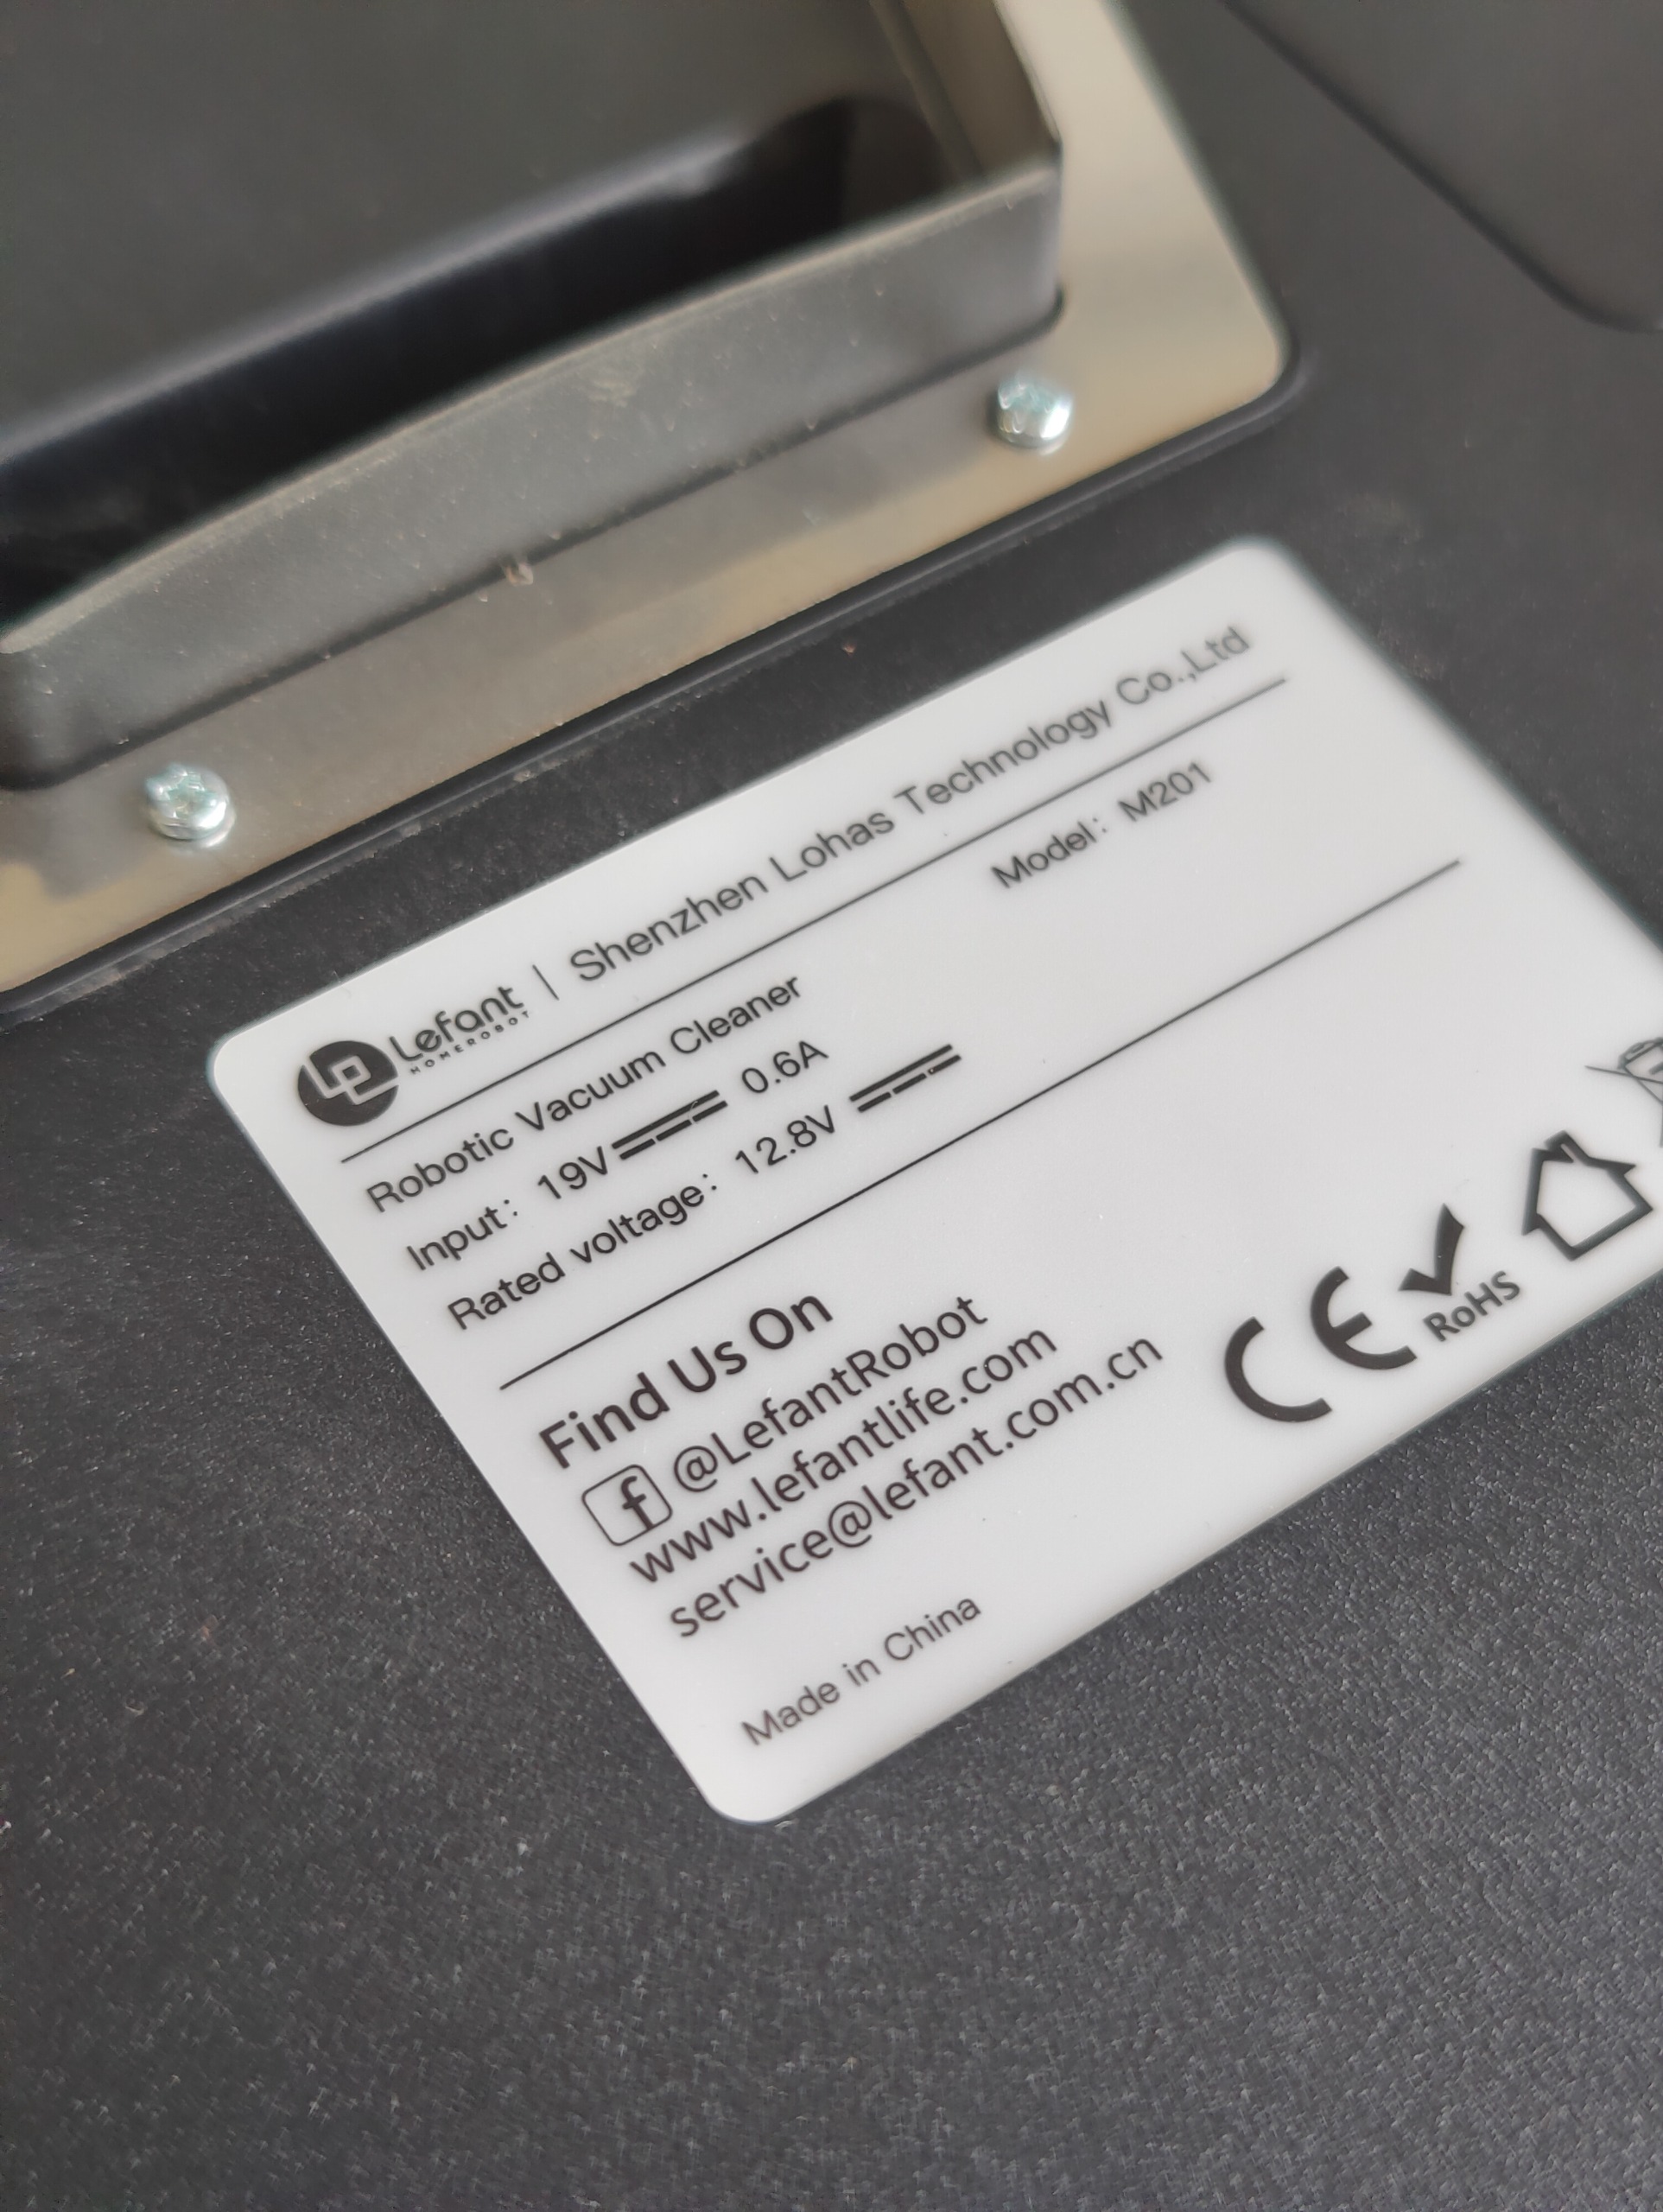 Lefant | Shenzhen Lohas Technology Co.,Ltd
HOMEROBOT
Robotic Vacuum Cleaner Model: M201
Input: 19V 0.6A
Rated voltage: 12.8V
Find Us On
f @LefantRobot
www.lefantlife.com
service@lefant.com.cn
CE RoHS
Made in China